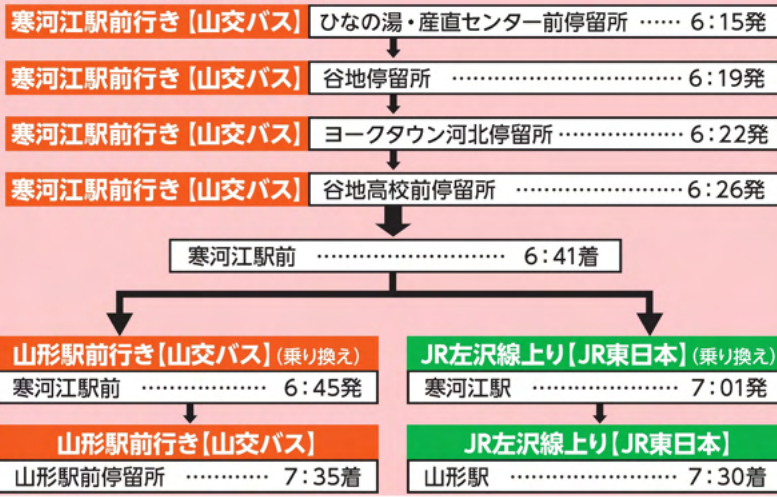 寒河江駅前行き【山交バス】 ひなの湯・産直センター前停留所 …… 6:15発
寒河江駅前行き【山交バス】 谷地停留所 …………………………… 6:19発
寒河江駅前行き【山交バス】 ヨークタウン河北停留所 ……………… 6:22発
寒河江駅前行き【山交バス】 谷地高校前停留所 …………………… 6:26発
寒河江駅前 ……………………… 6:41着
山形駅前行き【山交バス】(乗り換え)
寒河江駅前 ……………… 6:45発
山形駅前行き【山交バス】
山形駅前停留所 ………… 7:35着
JR左沢線上り【JR東日本】(乗り換え)
寒河江駅 ………………… 7:01発
JR左沢線上り【JR東日本】
山形駅 …………………… 7:30着